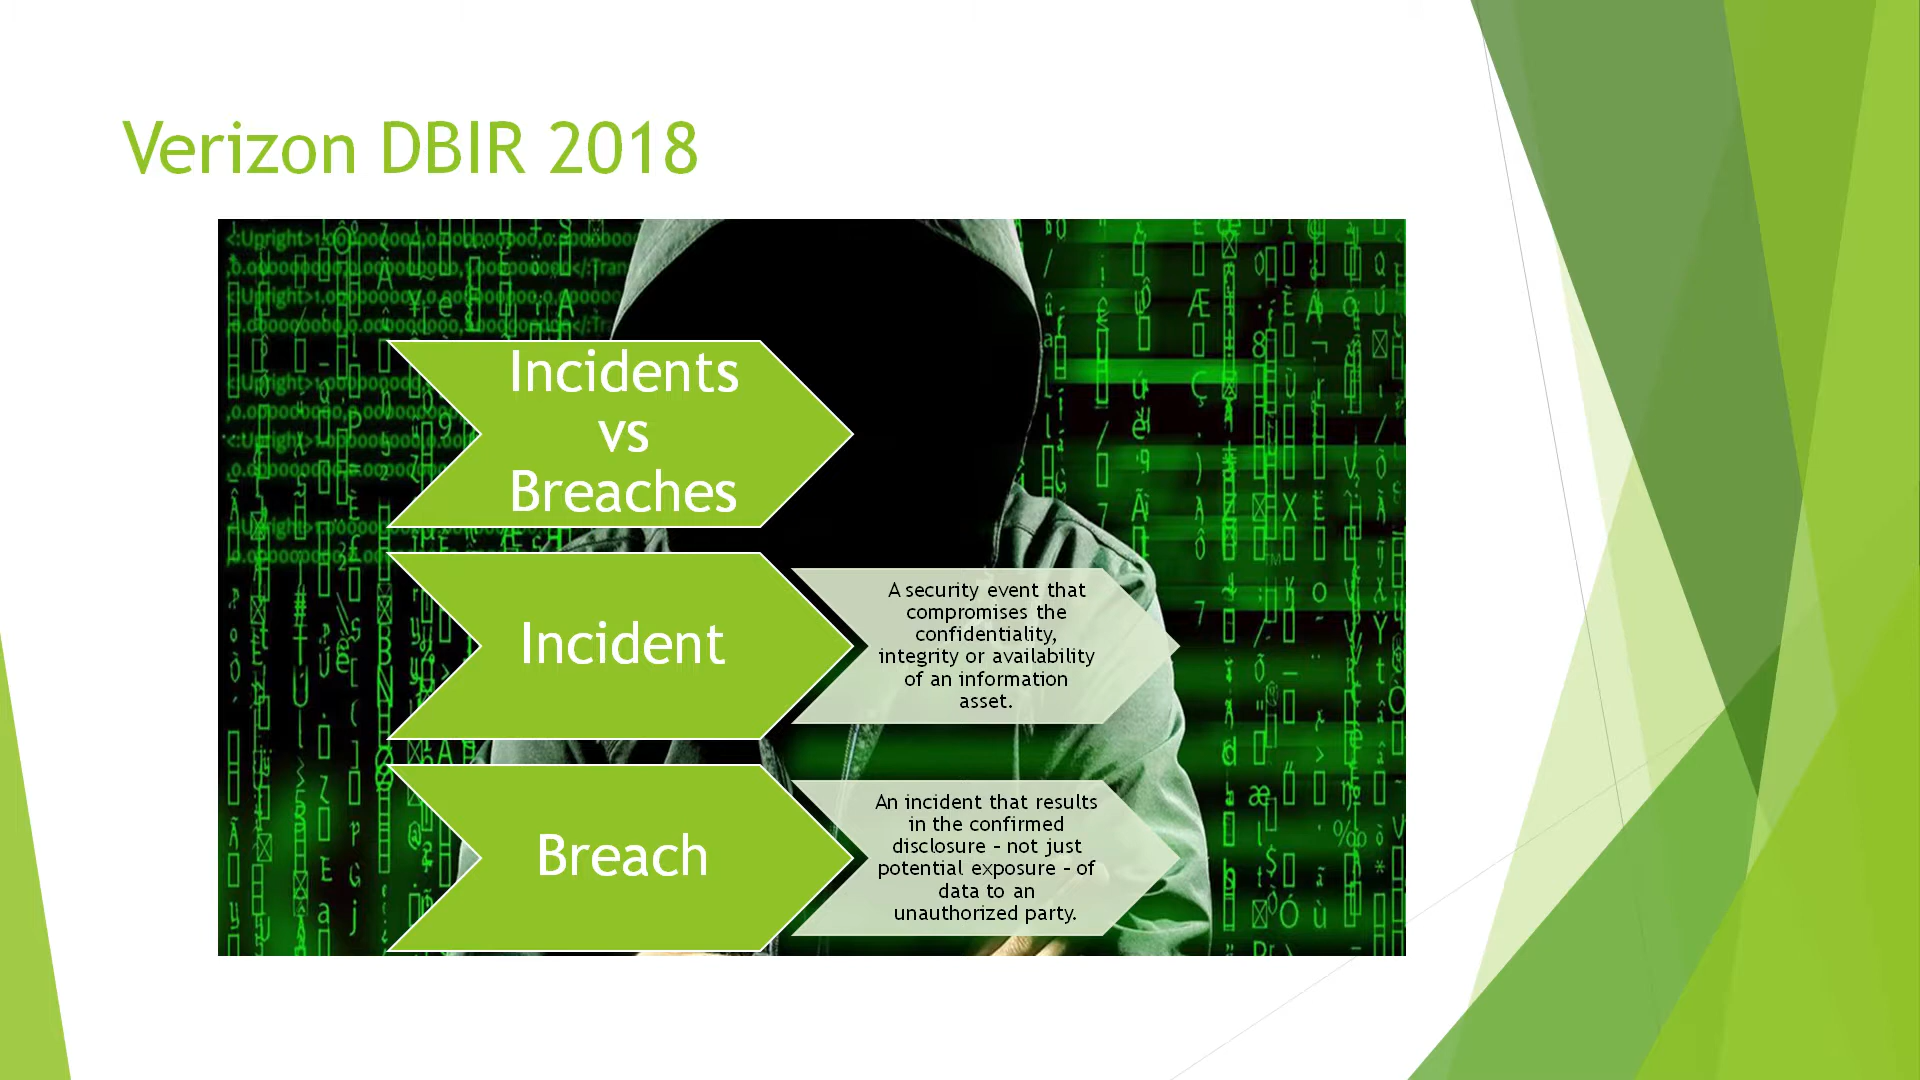 Verizon DBIR 2018
Incidents
vs
Breaches
Incident
A security event that
compromises the
confidentiality,
integrity or availability
of an information
asset.
Breach
An incident that results
in the confirmed
disclosure – not just
potential exposure – of
data to an
unauthorized party.